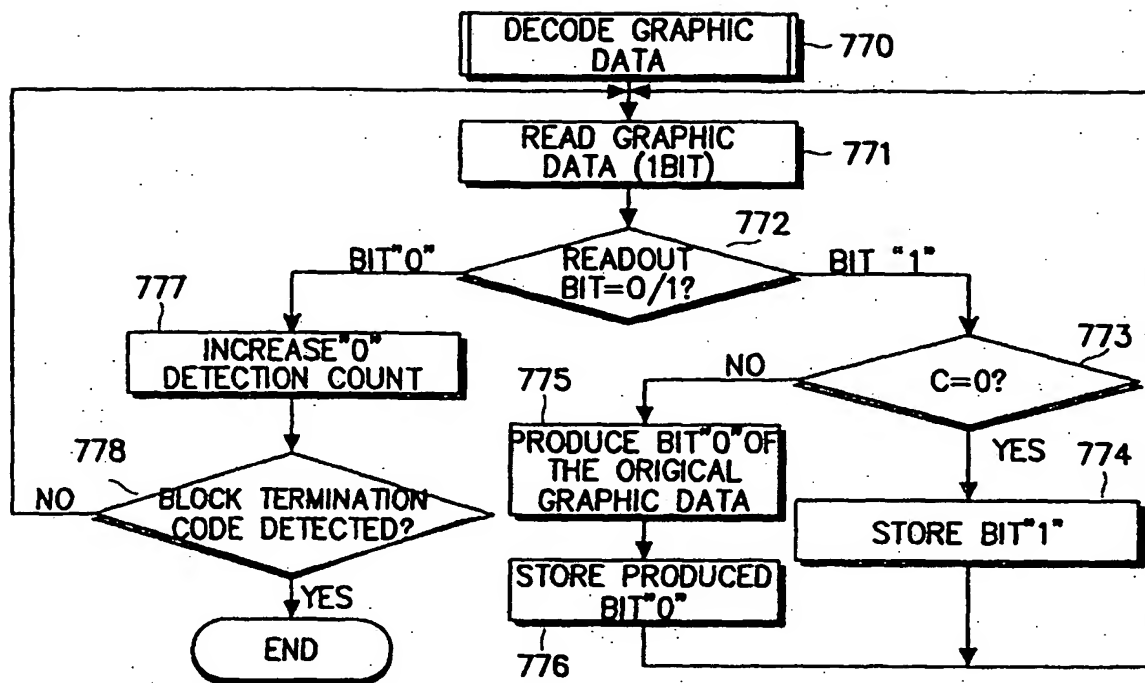 DECODE GRAPHIC
DATA
770
READ GRAPHIC
DATA (1BIT)
771
772
BIT"0"
READOUT
BIT=0/1?
BIT "1"
777
INCREASE"0"
DETECTION COUNT
773
NO
C=0?
775
PRODUCE BIT"0"OF
THE ORIGICAL
GRAPHIC DATA
YES
774
778
NO
BLOCK TERMINATION
CODE DETECTED?
STORE BIT"1"
STORE PRODUCED
BIT"0"
YES
END
776